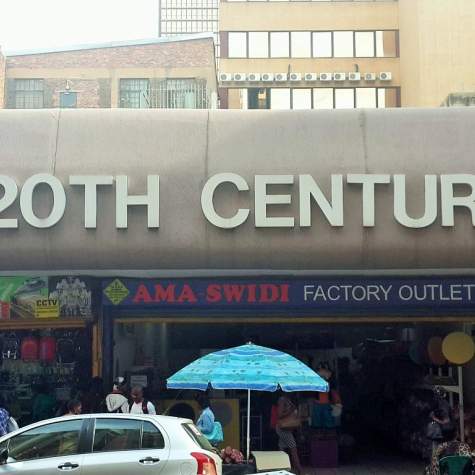 20TH CENTUR
CCTV
AMA-SWIDI FACTORY OUTLET